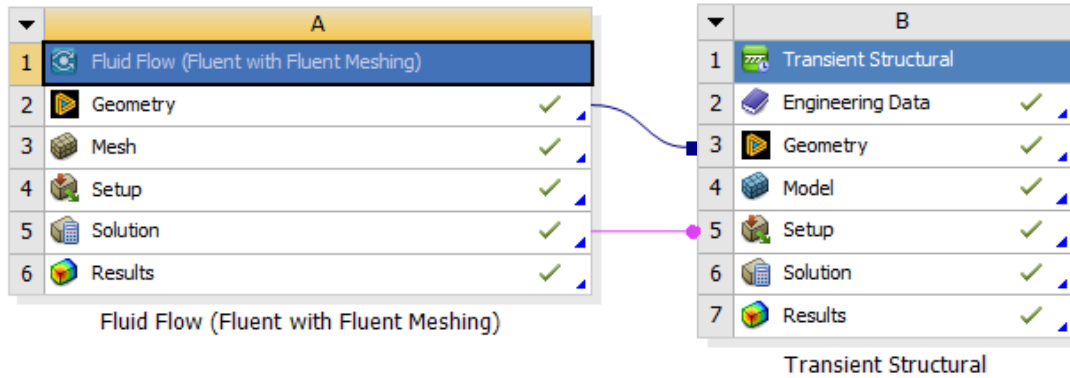 A
1 Fluid Flow (Fluent with Fluent Meshing)
2 Geometry
3 Mesh
4 Setup
5 Solution
6 Results
Fluid Flow (Fluent with Fluent Meshing)
B
1 Transient Structural
2 Engineering Data
3 Geometry
4 Model
5 Setup
6 Solution
7 Results
Transient Structural